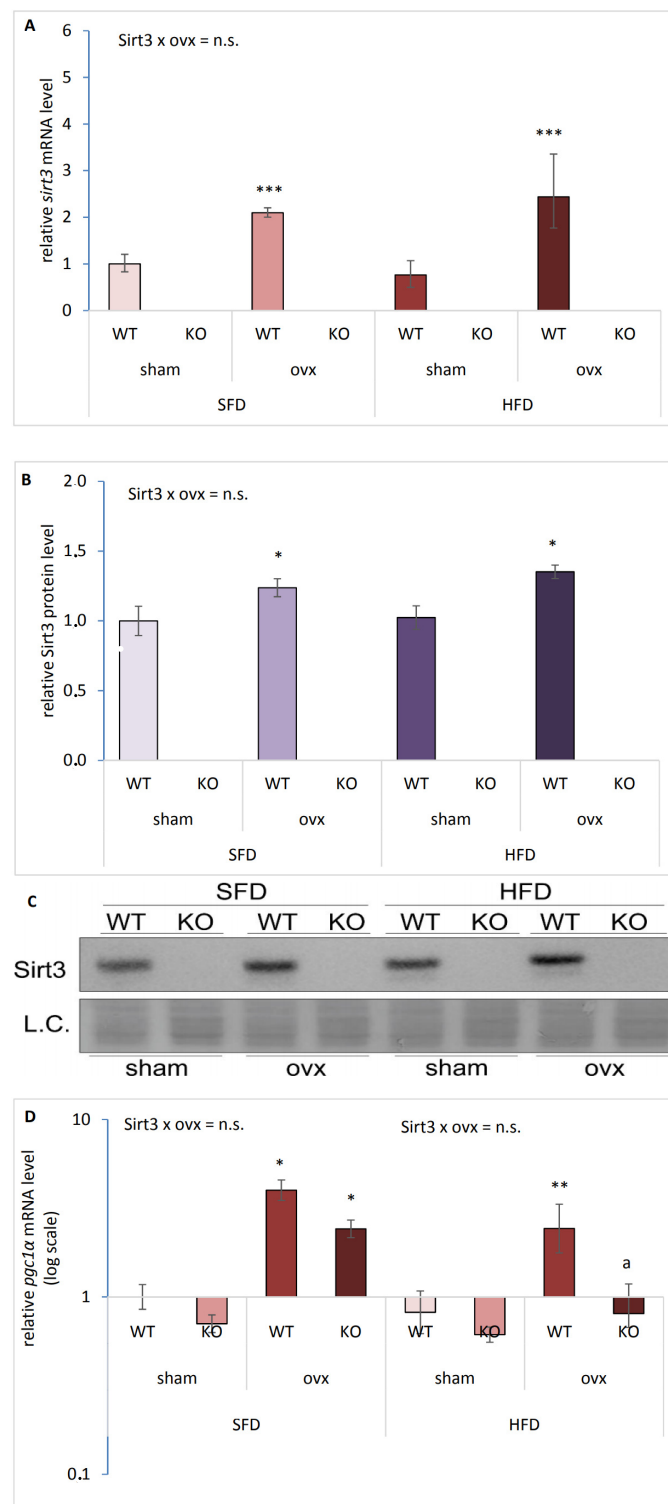 A
Sirt3 x ovx = n.s.
relative sirt3 mRNA level
6
5
4
3
2
1
0
***
***
WT KO WT KO WT KO WT KO
sham ovx sham ovx
SFD HFD
B
Sirt3 x ovx = n.s.
relative Sirt3 protein level
2.0
1.5
1.0
0.5
0.0
*
*
WT KO WT KO WT KO WT KO
sham ovx sham ovx
SFD HFD
C
SFD HFD
WT KO WT KO WT KO WT KO
Sirt3
L.C.
sham ovx sham ovx
D
Sirt3 x ovx = n.s. Sirt3 x ovx = n.s.
relative pgc1α mRNA level
(log scale)
10
1
0.1
*
*
**
a
WT KO WT KO WT KO WT KO
sham ovx sham ovx
SFD HFD